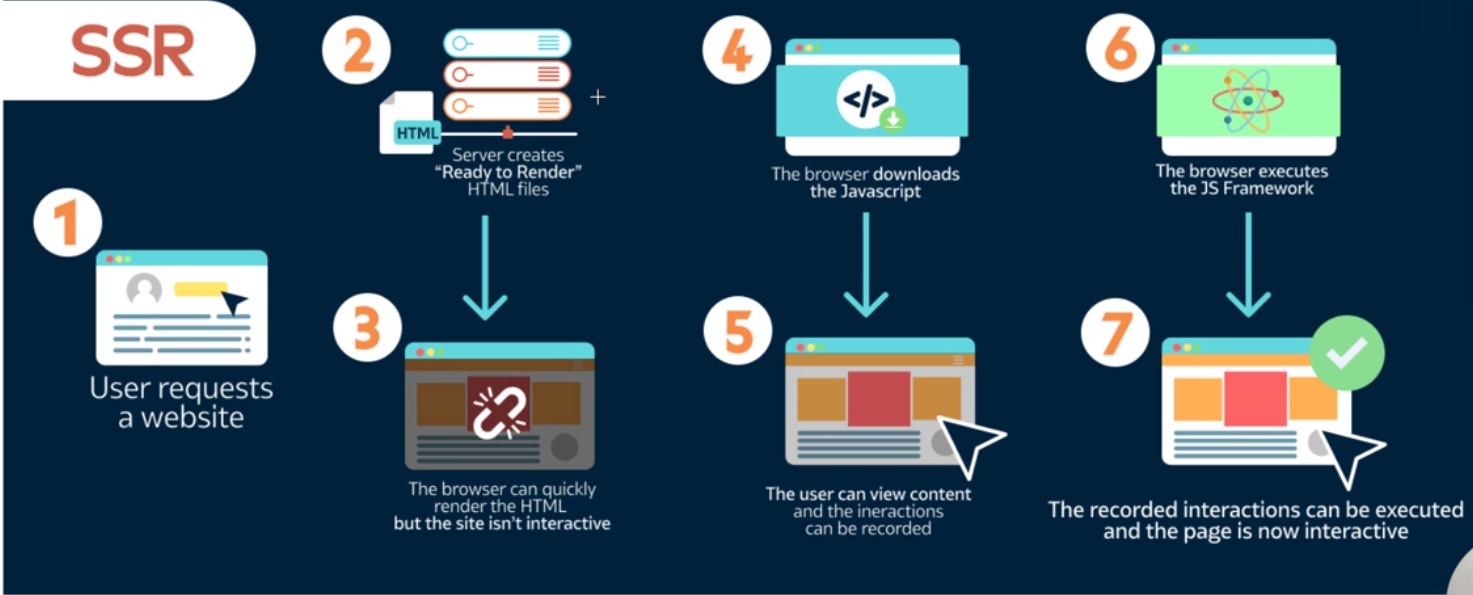 SSR
1
User requests
a website
2
HTML
Server creates
“Ready to Render”
HTML files
3
The browser can quickly
render the HTML
but the site isn't interactive
4
</>
The browser downloads
the Javascript
5
The user can view content
and the ineractions
can be recorded
6
The browser executes
the JS Framework
7
The recorded interactions can be executed
and the page is now interactive